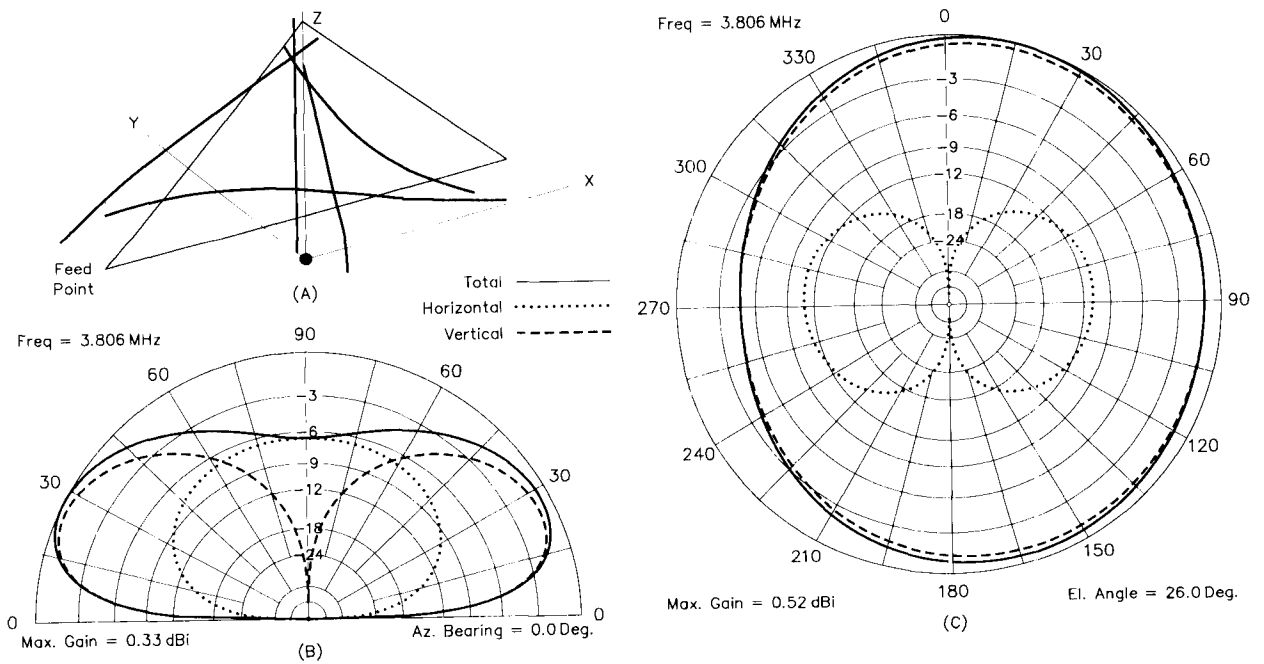 Z
Y
X
Feed
Point
(A)
Total
Horizontal
Vertical
Freq = 3.806 MHz
90
60
60
30
30
0
0
-3
-6
9
-12
-18
-24
Max. Gain = 0.33 dBi
Az. Bearing = 0.0 Deg.
(B)
Freq = 3.806 MHz
0
30
60
90
120
150
180
210
240
270
300
330
-3
-6
-9
-12
-18
-24
Max. Gain = 0.52 dBi
El. Angle = 26.0 Deg.
(C)